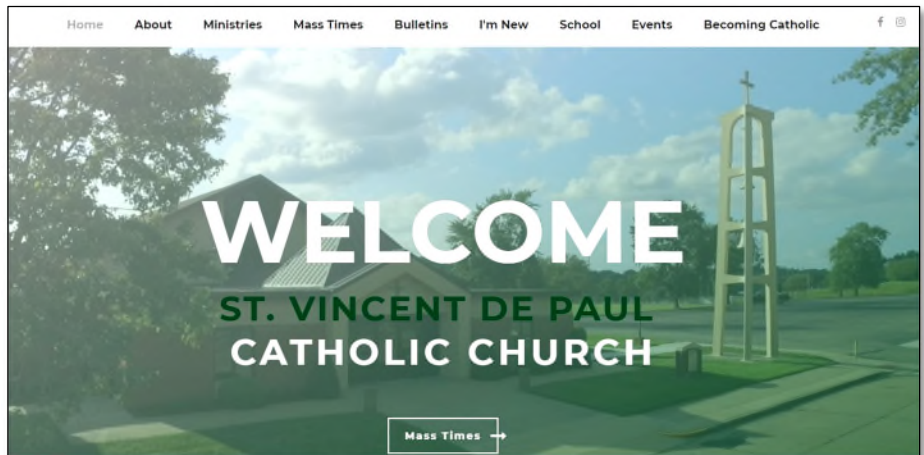 Home About Ministries Mass Times Bulletins I'm New School Events Becoming Catholic
WELCOME
ST. VINCENT DE PAUL
CATHOLIC CHURCH
Mass Times